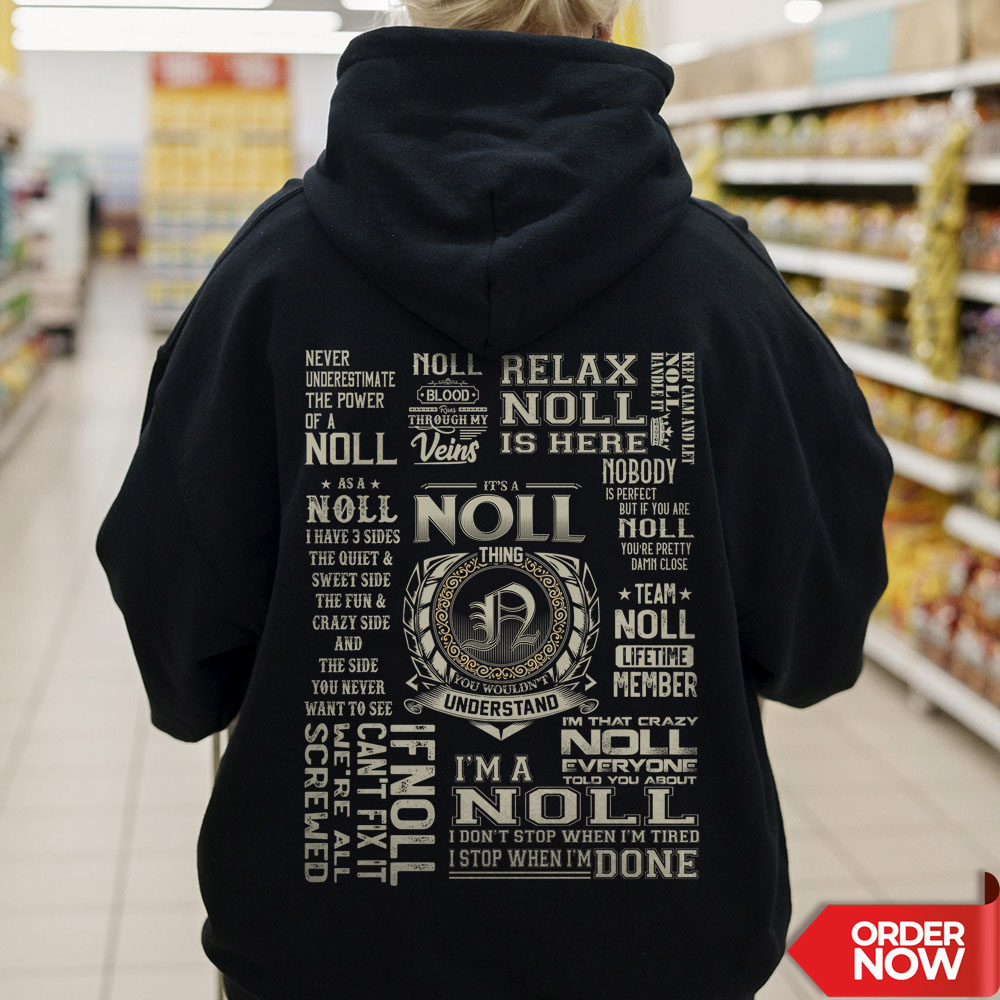 NEVER
UNDERESTIMATE
THE POWER
OF A
NOLL
NOLL
BLOOD
Runs
THROUGH MY
Veins
RELAX
NOLL
IS HERE
KEEP CALM AND LET
NOLL
HANDLE IT
NOBODY
IS PERFECT
BUT IF YOU ARE
NOLL
YOU'RE PRETTY
DAMN CLOSE
AS A
NOLL
I HAVE 3 SIDES
THE QUIET &
SWEET SIDE
THE FUN &
CRAZY SIDE
AND
THE SIDE
YOU NEVER
WANT TO SEE
IT'S A
NOLL
THING
N
YOU WOULDN'T
UNDERSTAND
TEAM
NOLL
LIFETIME
MEMBER
IF NOLL
CAN'T FIX IT
WE'RE ALL
SCREWED
IM THAT CRAZY
NOLL
EVERYONE
TOLD YOU ABOUT
I'M A
NOLL
I DON'T STOP WHEN I'M TIRED
I STOP WHEN I'M DONE
ORDER
NOW